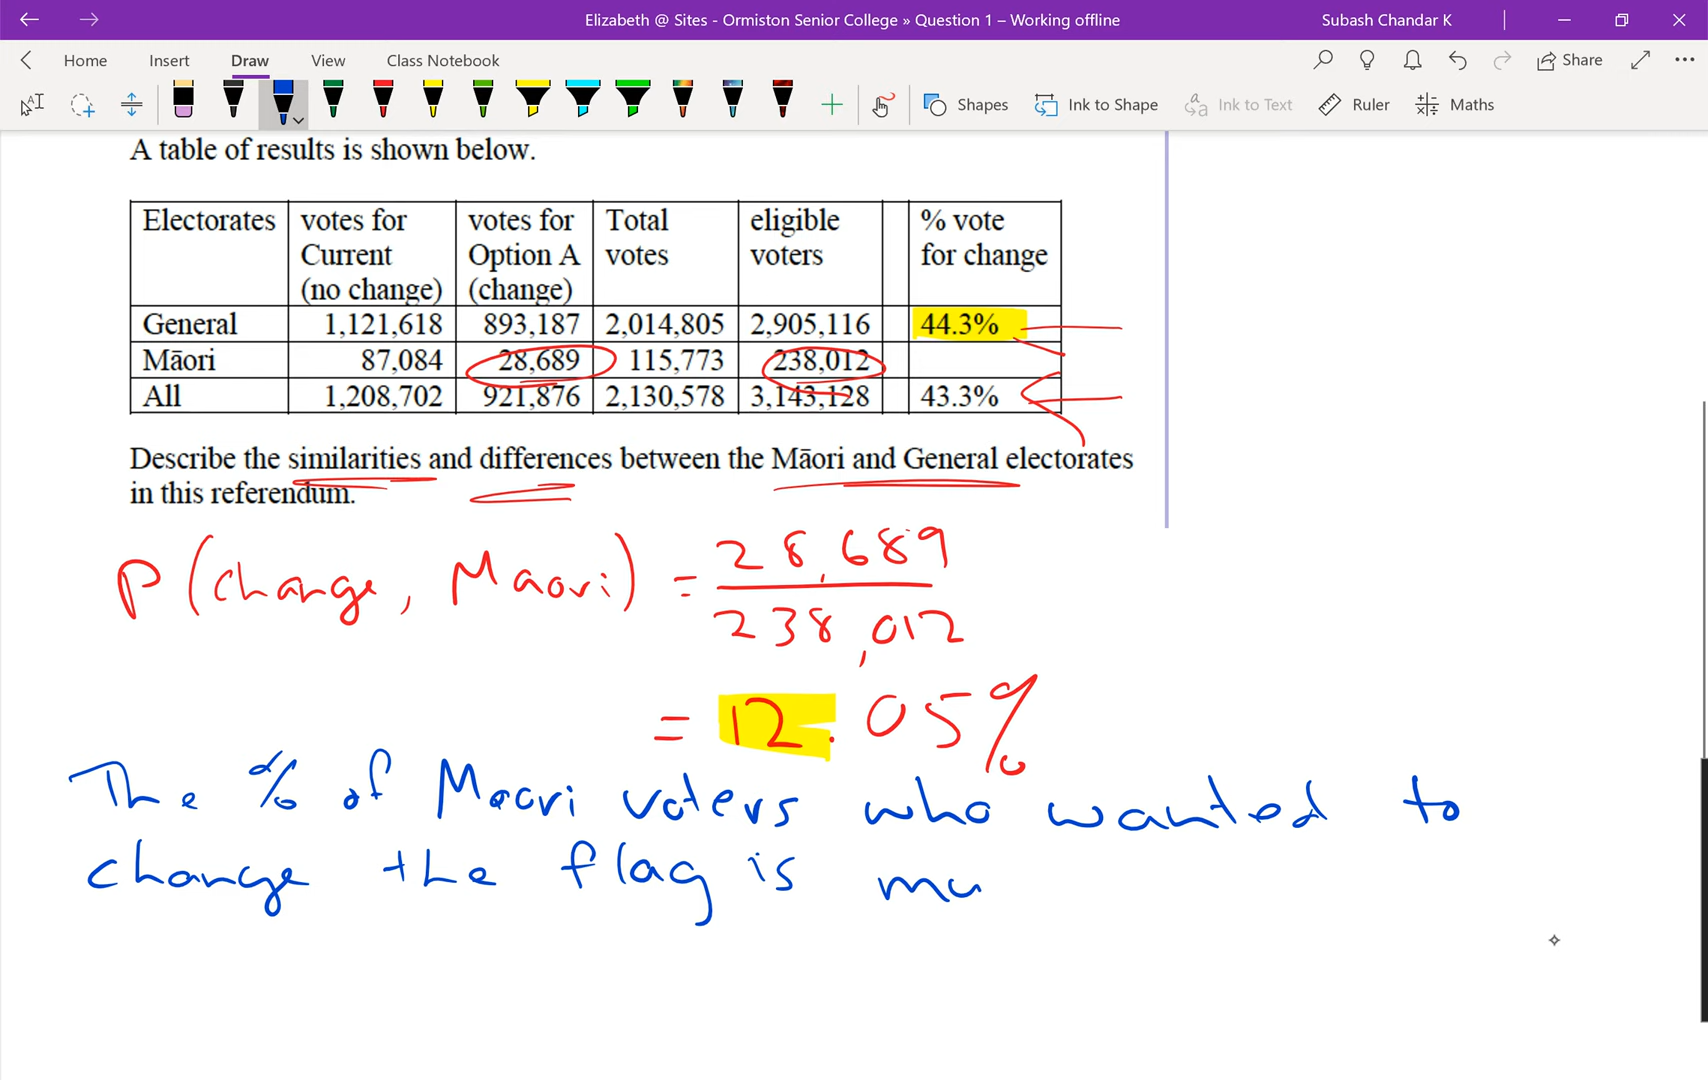 Elizabeth @ Sites - Ormiston Senior College » Question 1 – Working offline
Subash Chandar K
Home Insert Draw View Class Notebook Share
Shapes Ink to Shape Ink to Text Ruler Maths
A table of results is shown below.
Electorates votes for Current (no change) votes for Option A (change) Total votes eligible voters % vote for change
General 1,121,618 893,187 2,014,805 2,905,116 44.3%
Māori 87,084 28,689 115,773 238,012
All 1,208,702 921,876 2,130,578 3,143,128 43.3%
Describe the similarities and differences between the Māori and General electorates
in this referendum.
P (change, Maori) = 28,689 / 238,012
= 12.05%
The % of Maori voters who wanted to
change the flag is mu